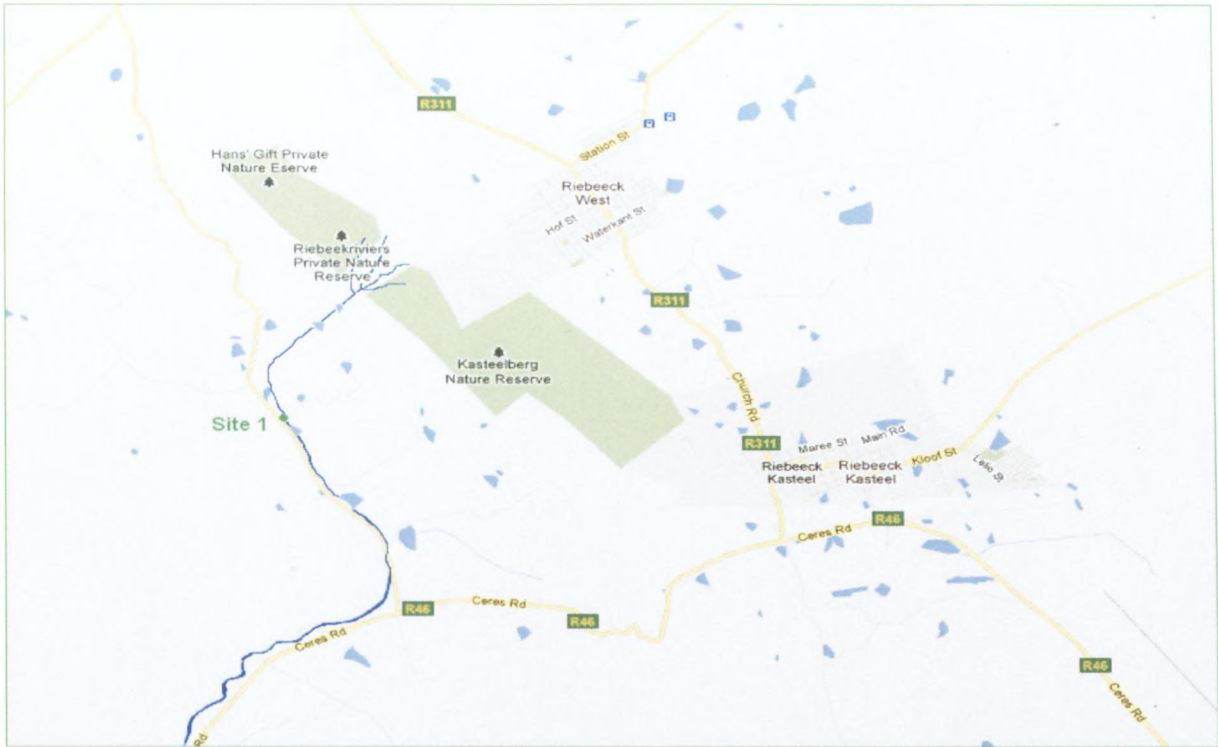 R311
Station St
Hans' Gift Private
Nature Eserve
Riebeeck
West
Hof St
Waterkant St
Riebeekriviers
Private Nature
Reserve
R311
Kasteelberg
Nature Reserve
Church Rd
Site 1
R311
Maree St
Main Rd
Riebeeck
Kasteel
Riebeeck
Kasteel
Kloof St
Lelie St
Ceres Rd
R46
R46
Ceres Rd
R46
Ceres Rd
R46
Ceres Rd
Rd